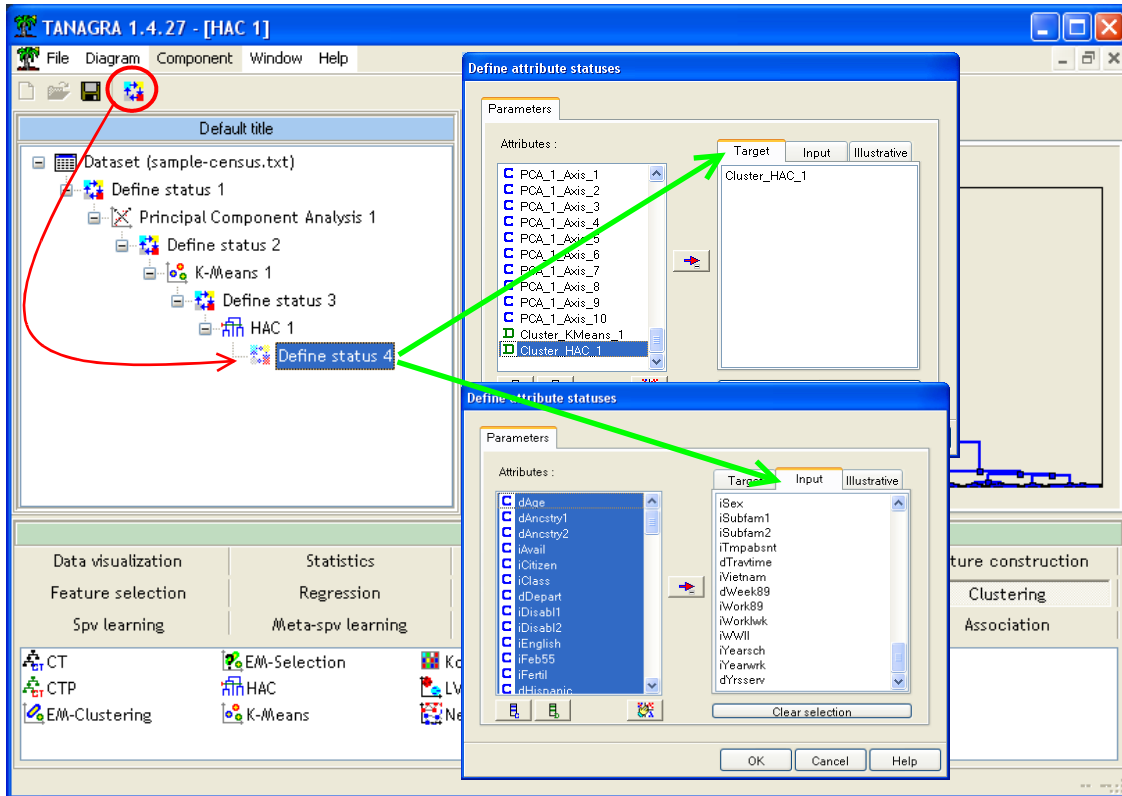 TANAGRA 1.4.27 - [HAC 1]
File Diagram Component Window Help
Default title
Dataset (sample-census.txt)
Define status 1
Principal Component Analysis 1
Define status 2
K-Means 1
Define status 3
HAC 1
Define status 4
Define attribute statuses
Parameters
Attributes :
PCA_1_Axis_1
PCA_1_Axis_2
PCA_1_Axis_3
PCA_1_Axis_4
PCA_1_Axis_5
PCA_1_Axis_6
PCA_1_Axis_7
PCA_1_Axis_8
PCA_1_Axis_9
PCA_1_Axis_10
Cluster_KMeans_1
Cluster_HAC_1
Target Input Illustrative
Cluster_HAC_1
Define attribute statuses
Parameters
Attributes :
dAge
dAncstry1
dAncstry2
iAvail
iCitizen
iClass
dDepart
iDisabl1
iDisabl2
iEnglish
iFeb55
iFertil
dHispanic
Target Input Illustrative
iSex
iSubfam1
iSubfam2
iTmpabsnt
dTravtime
iVietnam
dWeek89
iWork89
iWorklwk
iWWII
iYearsch
iYearwrk
dYrsserv
Clear selection
OK Cancel Help
Data visualization Statistics ture construction
Feature selection Regression Clustering
Spv learning Meta-spv learning Association
CT EM-Selection Ko
CTP HAC LV
EM-Clustering K-Means Ne